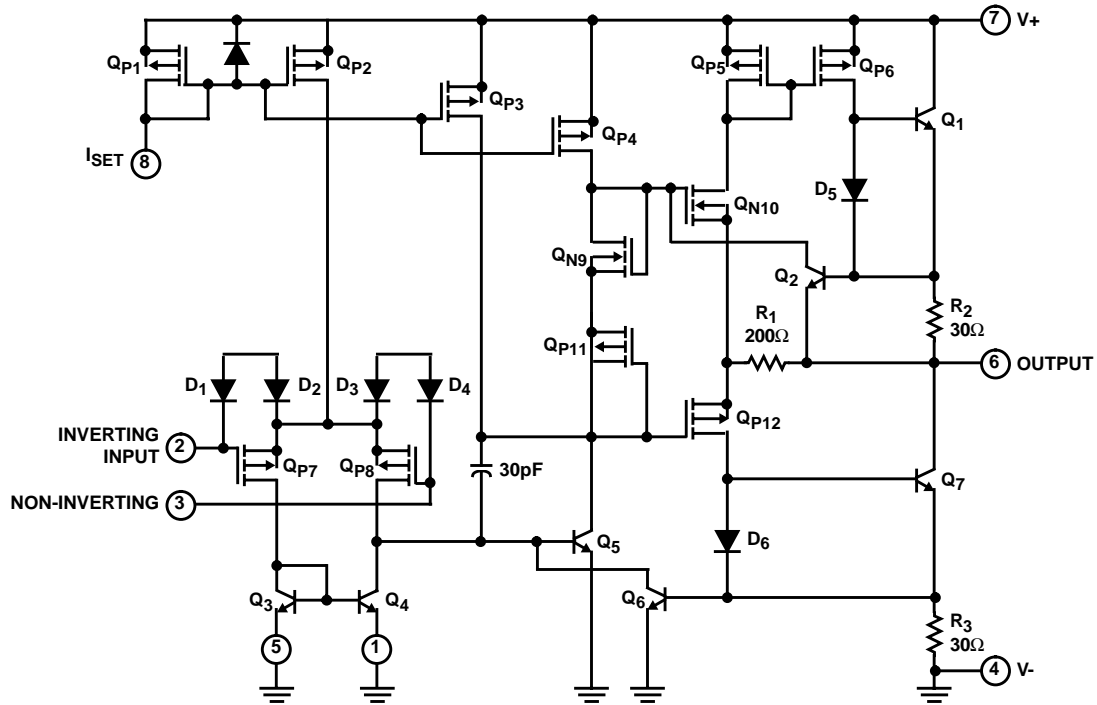 7 V+
QP1
QP2
QP5
QP6
QP3
Q1
QP4
ISET
8
D5
QN10
QN9
Q2
R2
30Ω
R1
200Ω
QP11
6 OUTPUT
D1
D2
D3
D4
QP12
INVERTING
INPUT
2
QP7
QP8
30pF
NON-INVERTING 3
Q7
Q5
D6
Q3
Q4
Q6
R3
30Ω
5
1
4 V-